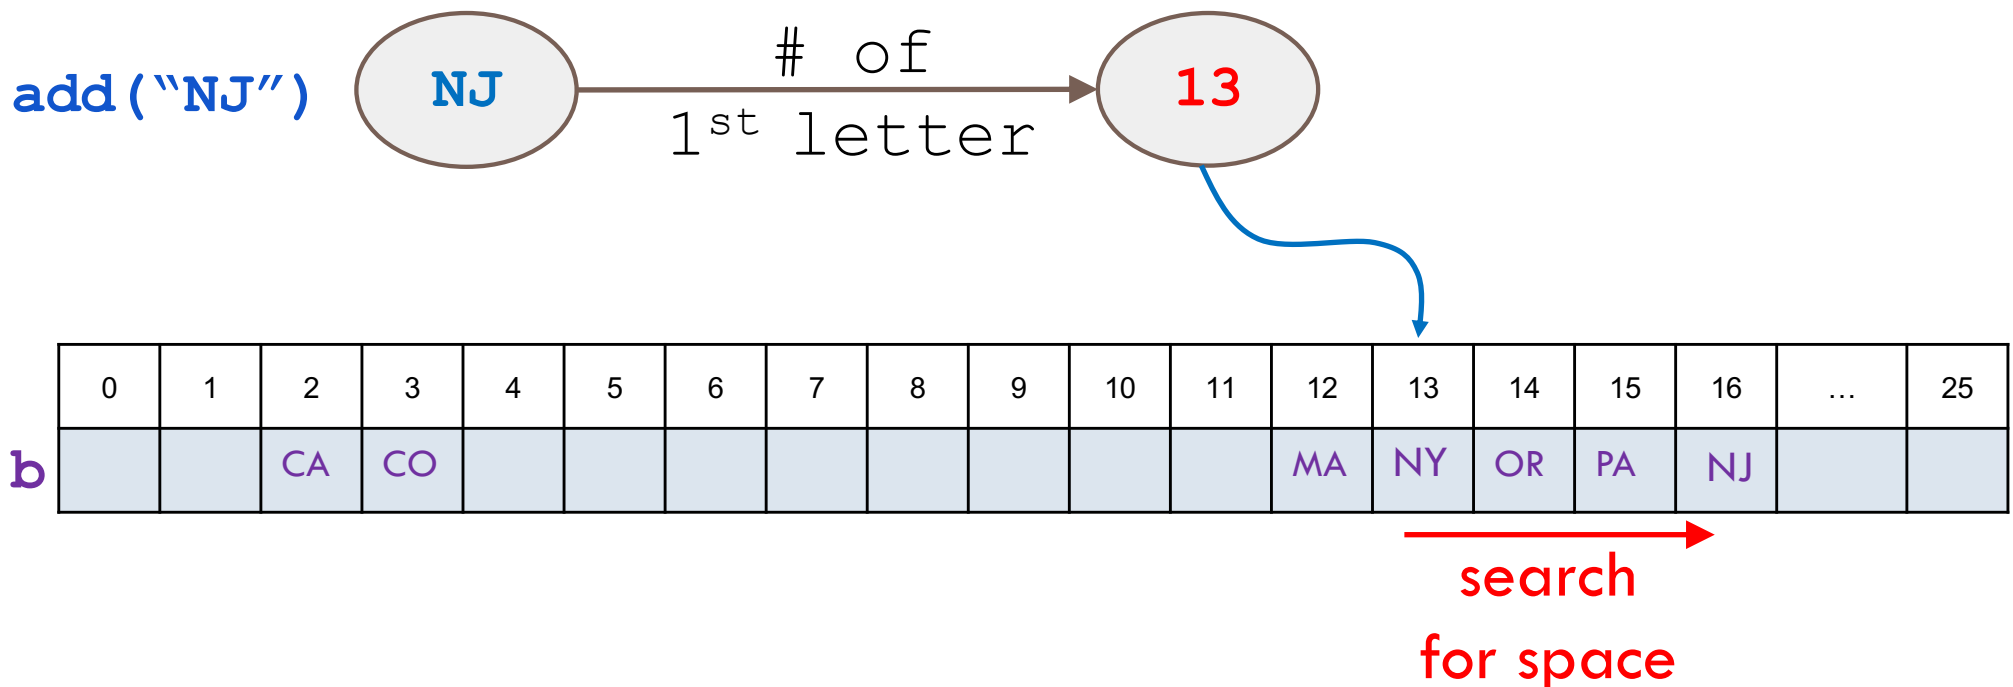 add(“NJ”) NJ # of 13
1st letter
0 1 2 3 4 5 6 7 8 9 10 11 12 13 14 15 16 … 25
b CA CO MA NY OR PA NJ
search
for space